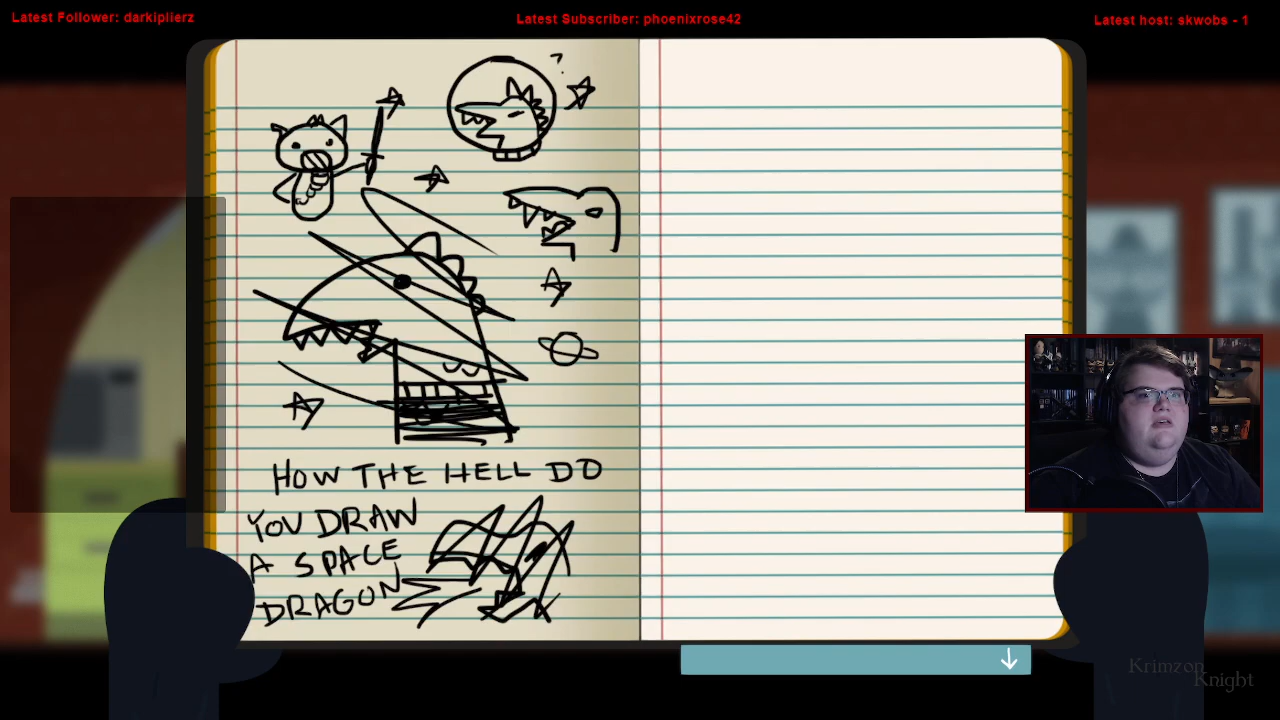 Latest Follower: darkiplierz
Latest Subscriber: phoenixrose42
Latest host: skwobs - 1
HOW THE HELL DO
YOU DRAW
A SPACE
DRAGON
Krimzon
Knight